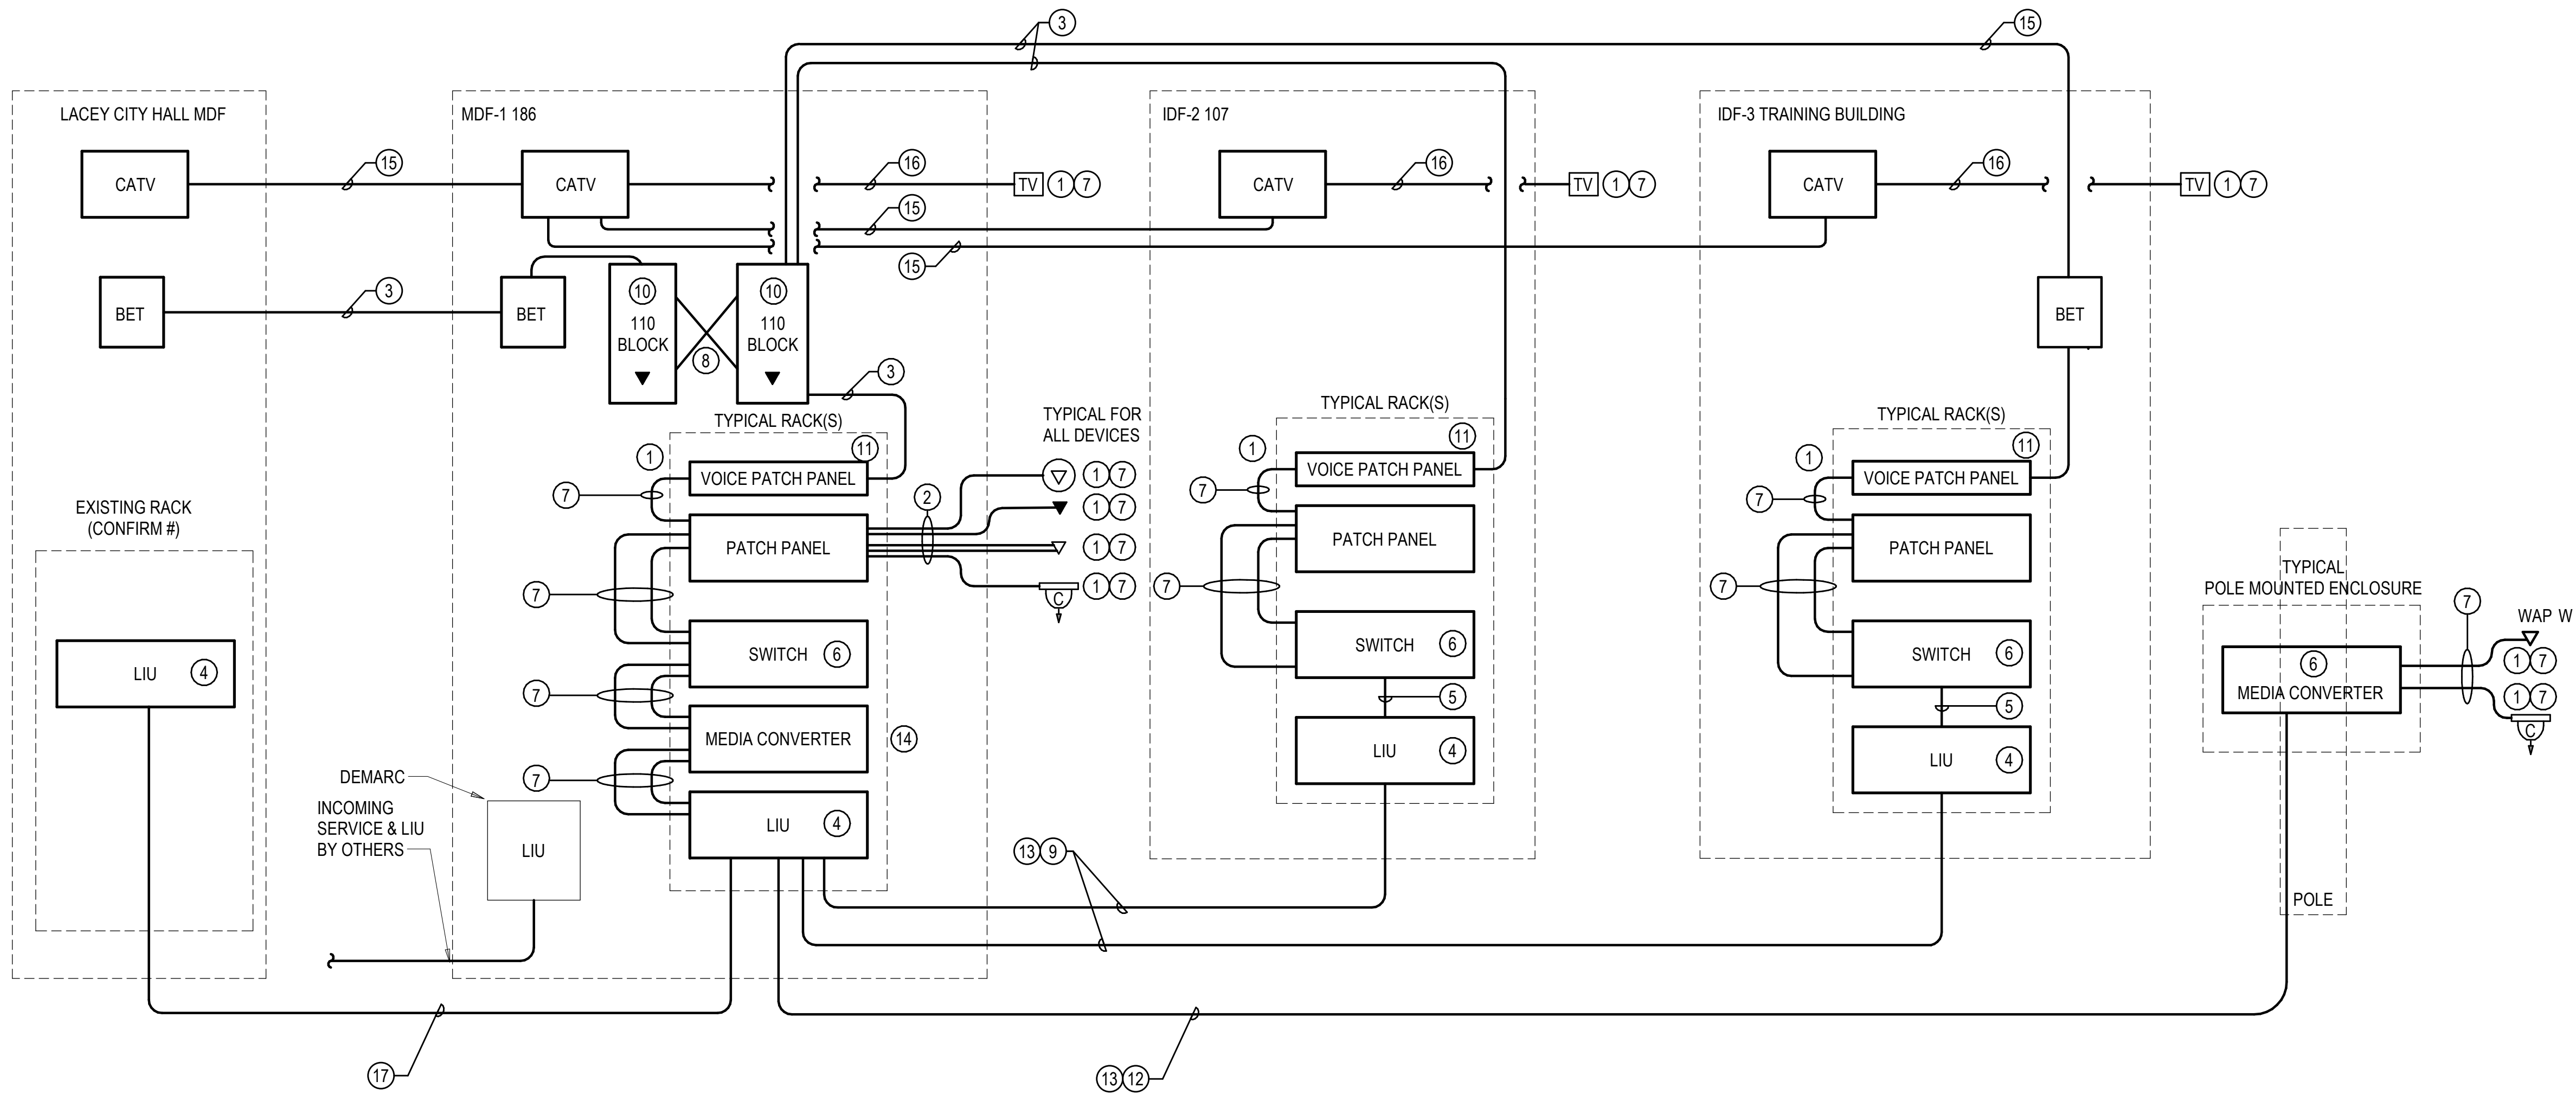 3
15
LACEY CITY HALL MDF
CATV
15
BET
3
EXISTING RACK
(CONFIRM #)
LIU
4
DEMARC
INCOMING
SERVICE & LIU
BY OTHERS
17
MDF-1 186
CATV
16
TV
1
7
15
15
BET
10
110
BLOCK
8
10
110
BLOCK
3
TYPICAL RACK(S)
1
11
VOICE PATCH PANEL
7
PATCH PANEL
2
TYPICAL FOR
ALL DEVICES
1
7
1
7
1
7
C
1
7
7
SWITCH
6
7
MEDIA CONVERTER
14
7
LIU
4
LIU
13
9
13
12
IDF-2 107
CATV
16
TV
1
7
TYPICAL RACK(S)
1
11
VOICE PATCH PANEL
7
PATCH PANEL
7
SWITCH
6
5
LIU
4
IDF-3 TRAINING BUILDING
CATV
16
TV
1
7
BET
TYPICAL RACK(S)
1
11
VOICE PATCH PANEL
7
PATCH PANEL
7
SWITCH
6
5
LIU
4
TYPICAL
POLE MOUNTED ENCLOSURE
6
MEDIA CONVERTER
7
WAP W
1
7
1
7
C
POLE